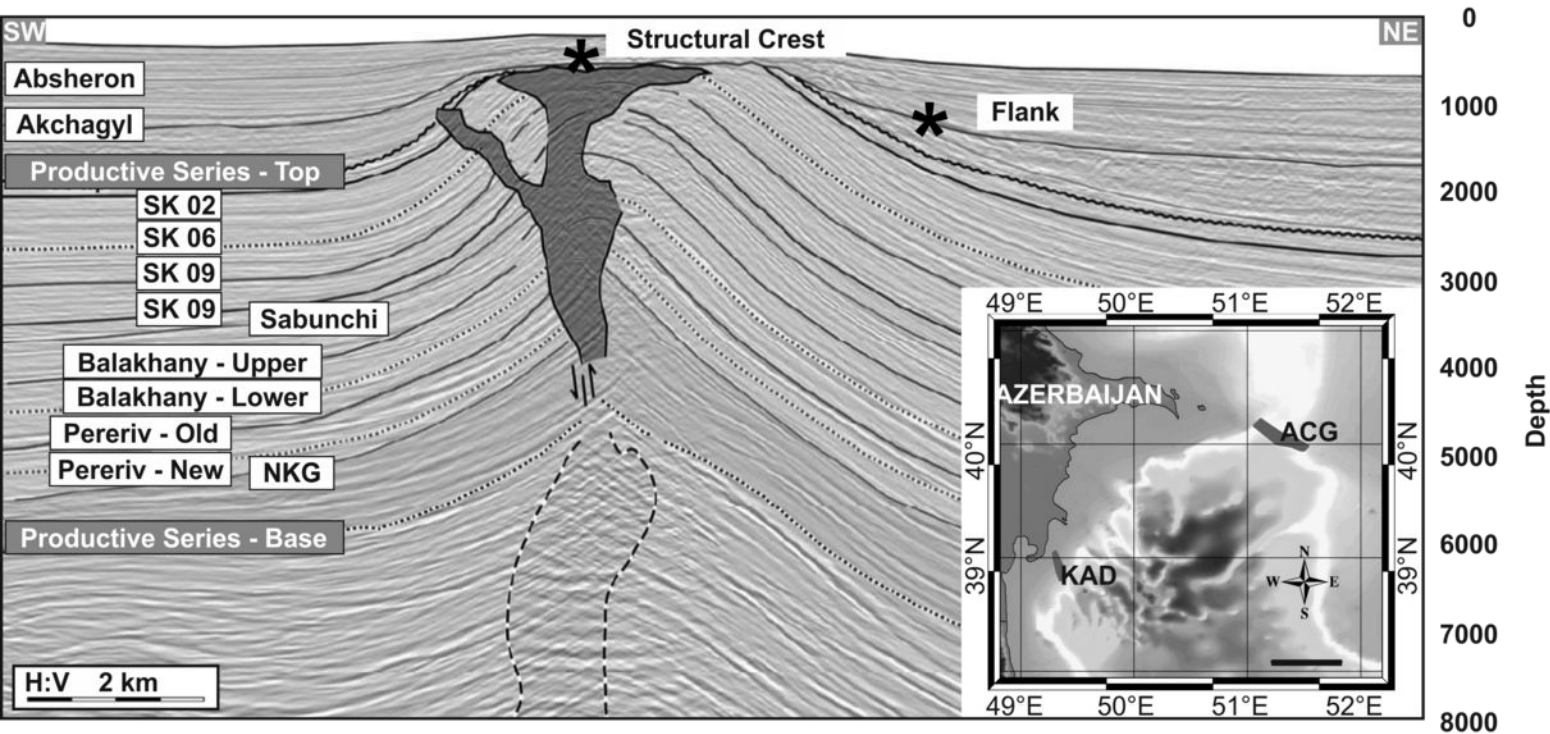 SW
NE
Structural Crest
Flank
Absheron
Akchagyl
Productive Series - Top
SK 02
SK 06
SK 09
SK 09
Sabunchi
Balakhany - Upper
Balakhany - Lower
Pereriv - Old
Pereriv - New
NKG
Productive Series - Base
H:V 2 km
0
1000
2000
3000
4000
5000
6000
7000
8000
Depth
49°E 50°E 51°E 52°E
AZERBAIJAN
ACG
40°N 40°N
39°N 39°N
KAD
N
W E
S
49°E 50°E 51°E 52°E